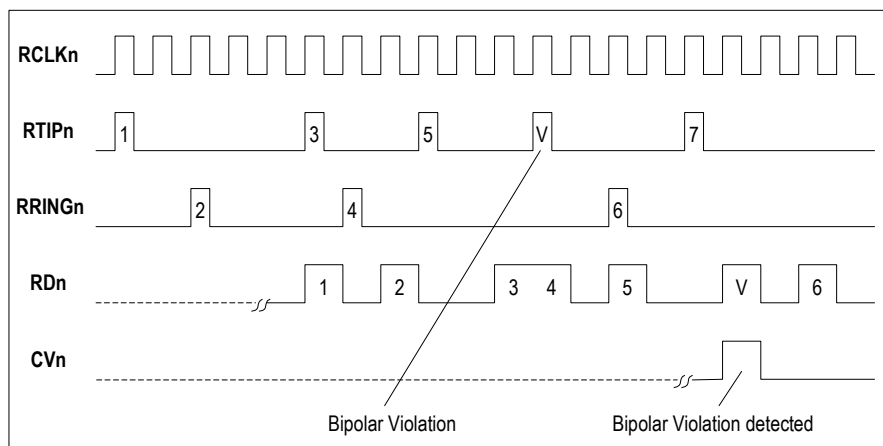 RCLKn
RTIPn 1 3 5 V 7
RRINGn 2 4 6
RDn 1 2 3 4 5 V 6
CVn
Bipolar Violation Bipolar Violation detected